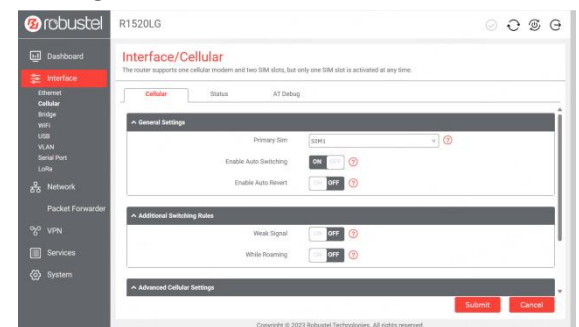 robustel
R1520LG
Dashboard
Interface
Ethernet
Cellular
Bridge
WiFi
USB
VLAN
Serial Port
LoRa
Network
Packet Forwarder
VPN
Services
System
Interface/Cellular
The router supports one cellular modem and two SIM slots, but only one SIM slot is activated at any time.
Cellular Status AT Debug
General Settings
Primary Sim SIM1
Enable Auto Switching ON OFF
Enable Auto Revert ON OFF
Additional Switching Rules
Weak Signal ON OFF
While Roaming ON OFF
Advanced Cellular Settings
Submit Cancel
Copyright © 2023 Robustel Technologies. All rights reserved.